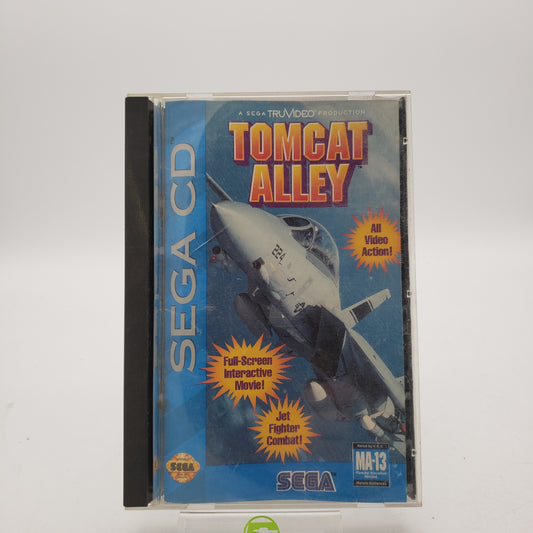 A SEGA TRUVIDEO PRODUCTION
TOMCAT
ALLEY
SEGA CD
All
Video
Action!
Full-Screen
Interactive
Movie!
Jet
Fighter
Combat!
SEGA
SEGA
MA-13